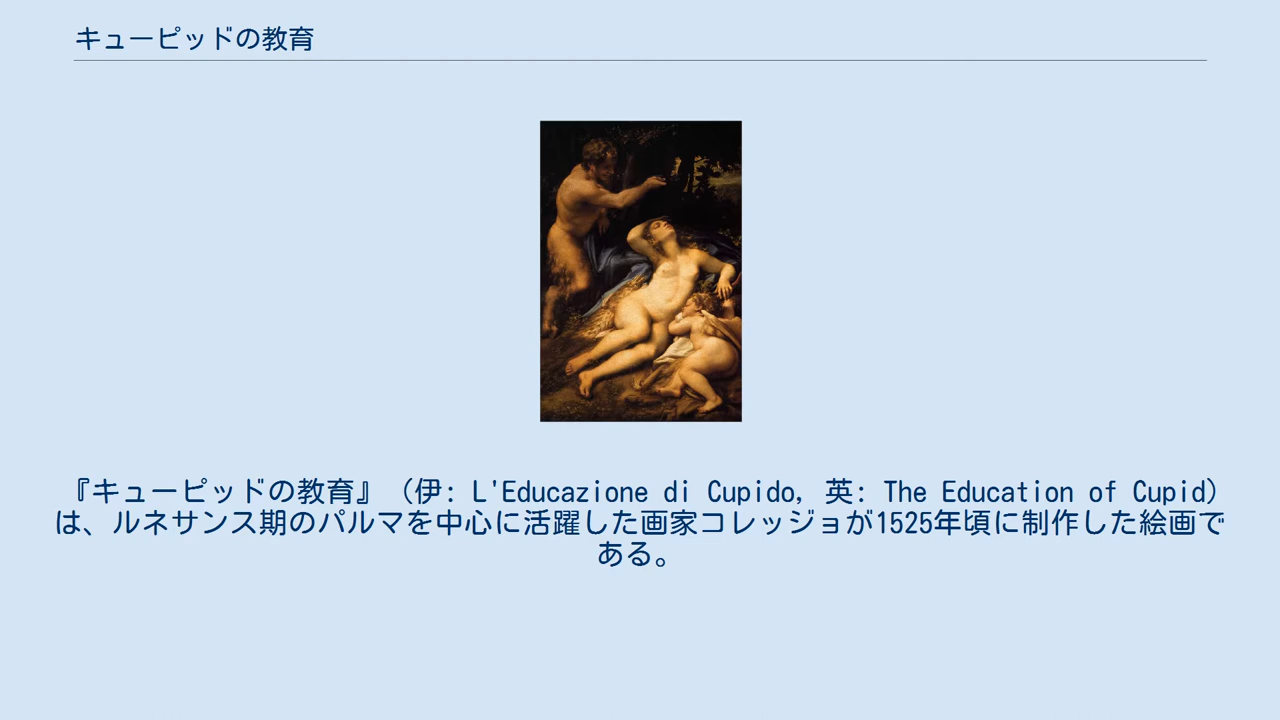 キューピッドの教育
『キューピッドの教育』（伊: L'Educazione di Cupido, 英: The Education of Cupid）
は、ルネサンス期のパルマを中心に活躍した画家コレッジョが1525年頃に制作した絵画で
ある。